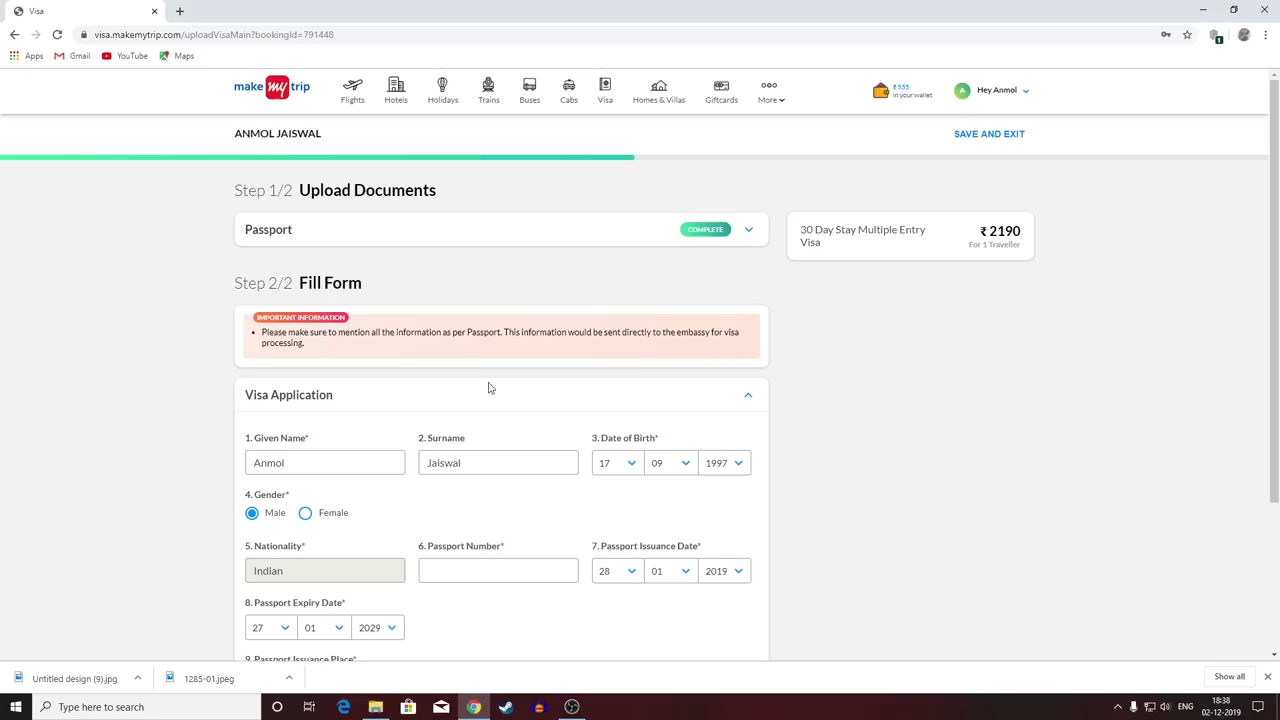 Visa
visa.makemytrip.com/uploadVisaMain?bookingId=791448
Apps Gmail YouTube Maps
make my trip
Flights Hotels Holidays Trains Buses Cabs Visa Homes & Villas Giftcards More
₹ 555 in your wallet
A Hey Anmol
ANMOL JAISWAL SAVE AND EXIT
Step 1/2 Upload Documents
Passport COMPLETE
30 Day Stay Multiple Entry Visa
₹ 2190
For 1 Traveller
Step 2/2 Fill Form
IMPORTANT INFORMATION
• Please make sure to mention all the information as per Passport. This information would be sent directly to the embassy for visa
processing.
Visa Application
1. Given Name* 2. Surname 3. Date of Birth*
Anmol Jaiswal 17 09 1997
4. Gender*
Male Female
5. Nationality* 6. Passport Number* 7. Passport Issuance Date*
Indian 28 01 2019
8. Passport Expiry Date*
27 01 2029
9. Passport Issuance Place*
Untitled design (9).jpg 1285-01.jpeg Show all
Type here to search
ENG
18:38
02-12-2019